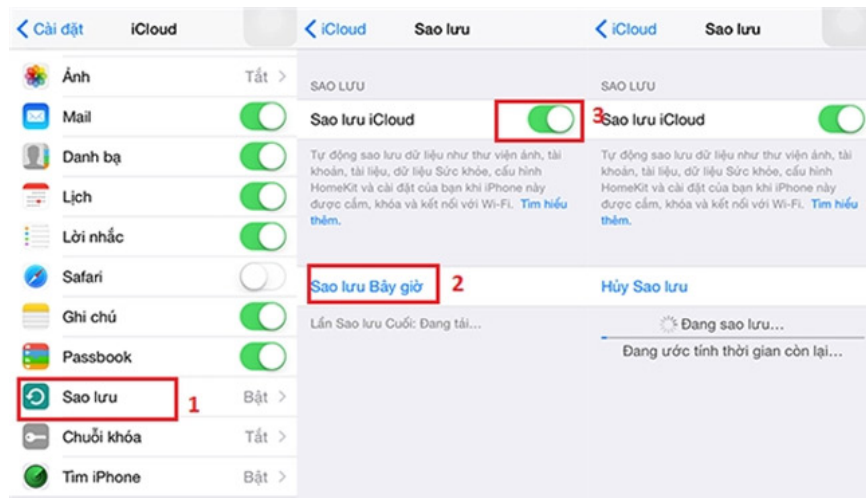 Cài đặt
iCloud
Ảnh
Tắt
Mail
Danh bạ
Lịch
Lời nhắc
Safari
Ghi chú
Passbook
Sao lưu
1
Bật
Chuỗi khóa
Tắt
Tìm iPhone
Bật
iCloud
Sao lưu
SAO LƯU
Sao lưu iCloud
3
Tự động sao lưu dữ liệu như thư viện ảnh, tài
khoản, tài liệu, dữ liệu Sức khỏe, cấu hình
HomeKit và cài đặt của bạn khi iPhone này
được cắm, khóa và kết nối với Wi-Fi. Tìm hiểu
thêm.
Sao lưu Bây giờ
2
Lần Sao lưu Cuối: Đang tải...
iCloud
Sao lưu
SAO LƯU
Sao lưu iCloud
Tự động sao lưu dữ liệu như thư viện ảnh, tài
khoản, tài liệu, dữ liệu Sức khỏe, cấu hình
HomeKit và cài đặt của bạn khi iPhone này
được cắm, khóa và kết nối với Wi-Fi. Tìm hiểu
thêm.
Hủy Sao lưu
Đang sao lưu...
Đang ước tính thời gian còn lại...